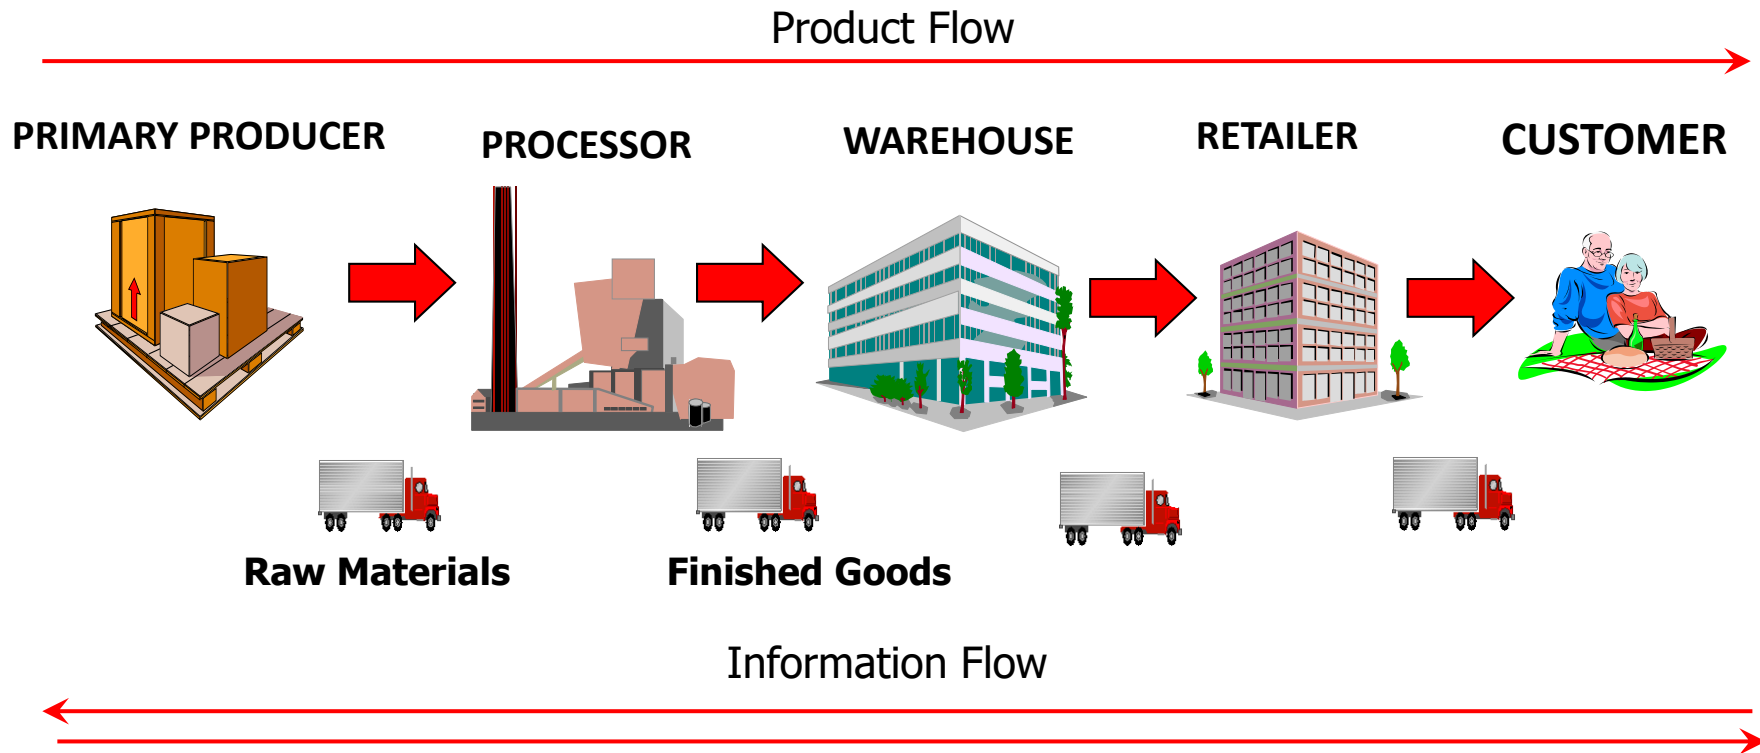 Product Flow
PRIMARY PRODUCER
PROCESSOR
WAREHOUSE
RETAILER
CUSTOMER
Raw Materials
Finished Goods
Information Flow